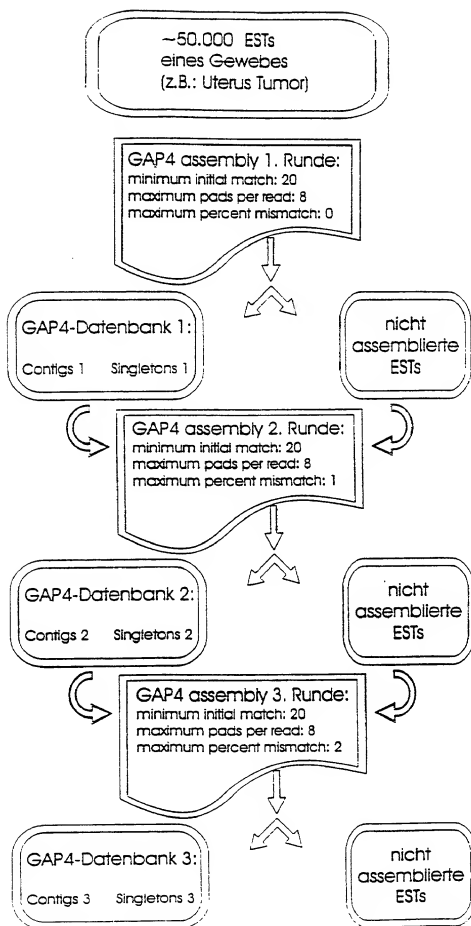 ~50.000 ESTs
eines Gewebes
(z.B.: Uterus Tumor)
GAP4 assembly 1. Runde:
minimum initial match: 20
maximum pads per read: 8
maximum percent mismatch: 0
GAP4-Datenbank 1:
Contigs 1 Singletons 1
nicht
assemblierte
ESTs
GAP4 assembly 2. Runde:
minimum initial match: 20
maximum pads per read: 8
maximum percent mismatch: 1
GAP4-Datenbank 2:
Contigs 2 Singletons 2
nicht
assemblierte
ESTs
GAP4 assembly 3. Runde:
minimum initial match: 20
maximum pads per read: 8
maximum percent mismatch: 2
GAP4-Datenbank 3:
Contigs 3 Singletons 3
nicht
assemblierte
ESTs